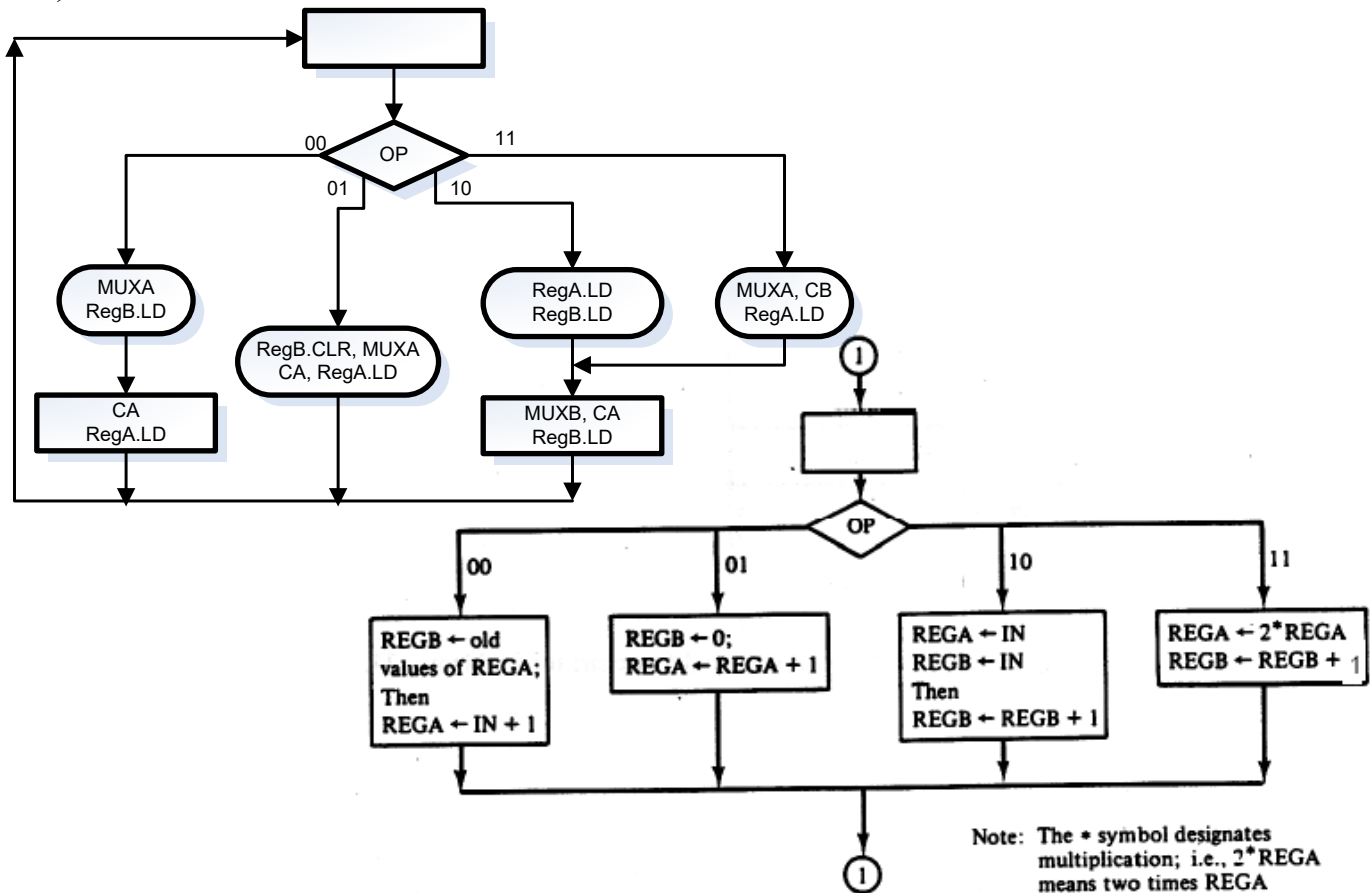 00
OP
11
01
10
MUXA
RegB.LD
RegB.CLR, MUXA
CA, RegA.LD
RegA.LD
RegB.LD
MUXA, CB
RegA.LD
CA
RegA.LD
MUXB, CA
RegB.LD
1
OP
00
01
10
11
REGB ← old
values of REGA;
Then
REGA ← IN + 1
REGB ← 0;
REGA ← REGA + 1
REGA ← IN
REGB ← IN
Then
REGB ← REGB + 1
REGA ← 2*REGA
REGB ← REGB + 1
1
Note: The * symbol designates
multiplication; i.e., 2*REGA
means two times REGA